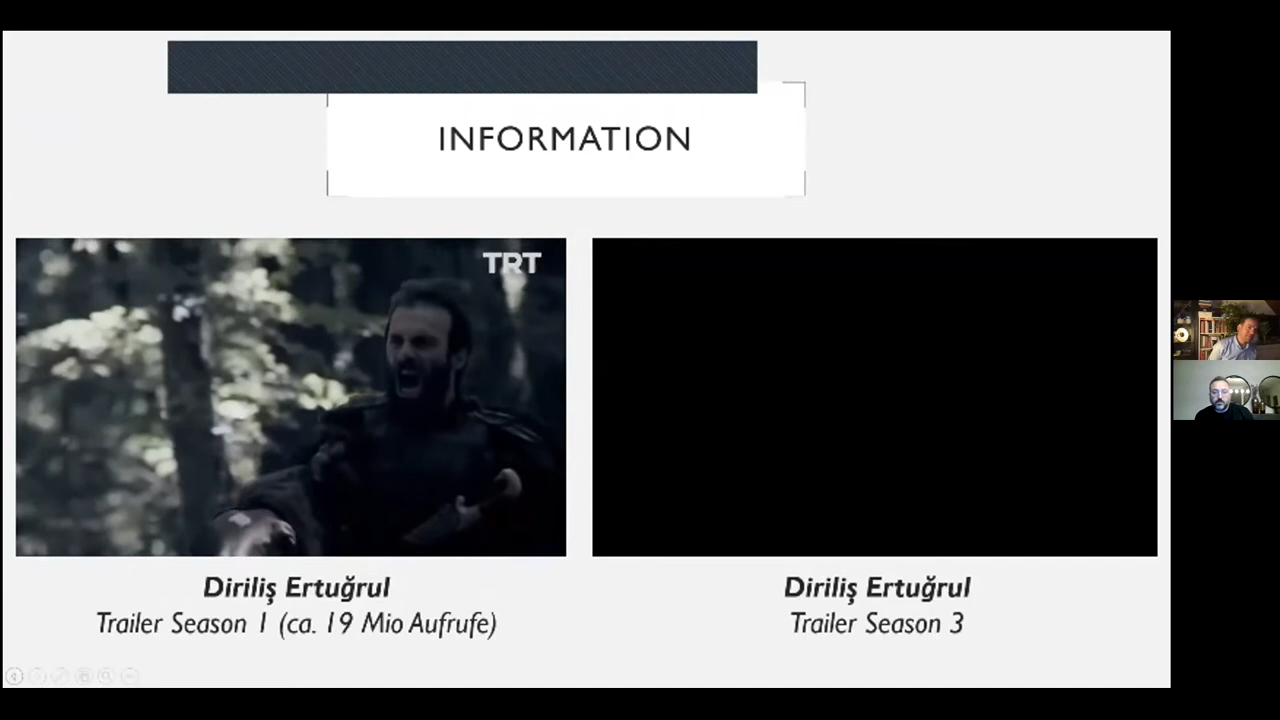 INFORMATION
TRT
Diriliş Ertuğrul
Trailer Season 1 (ca. 19 Mio Aufrufe)
Diriliş Ertuğrul
Trailer Season 3